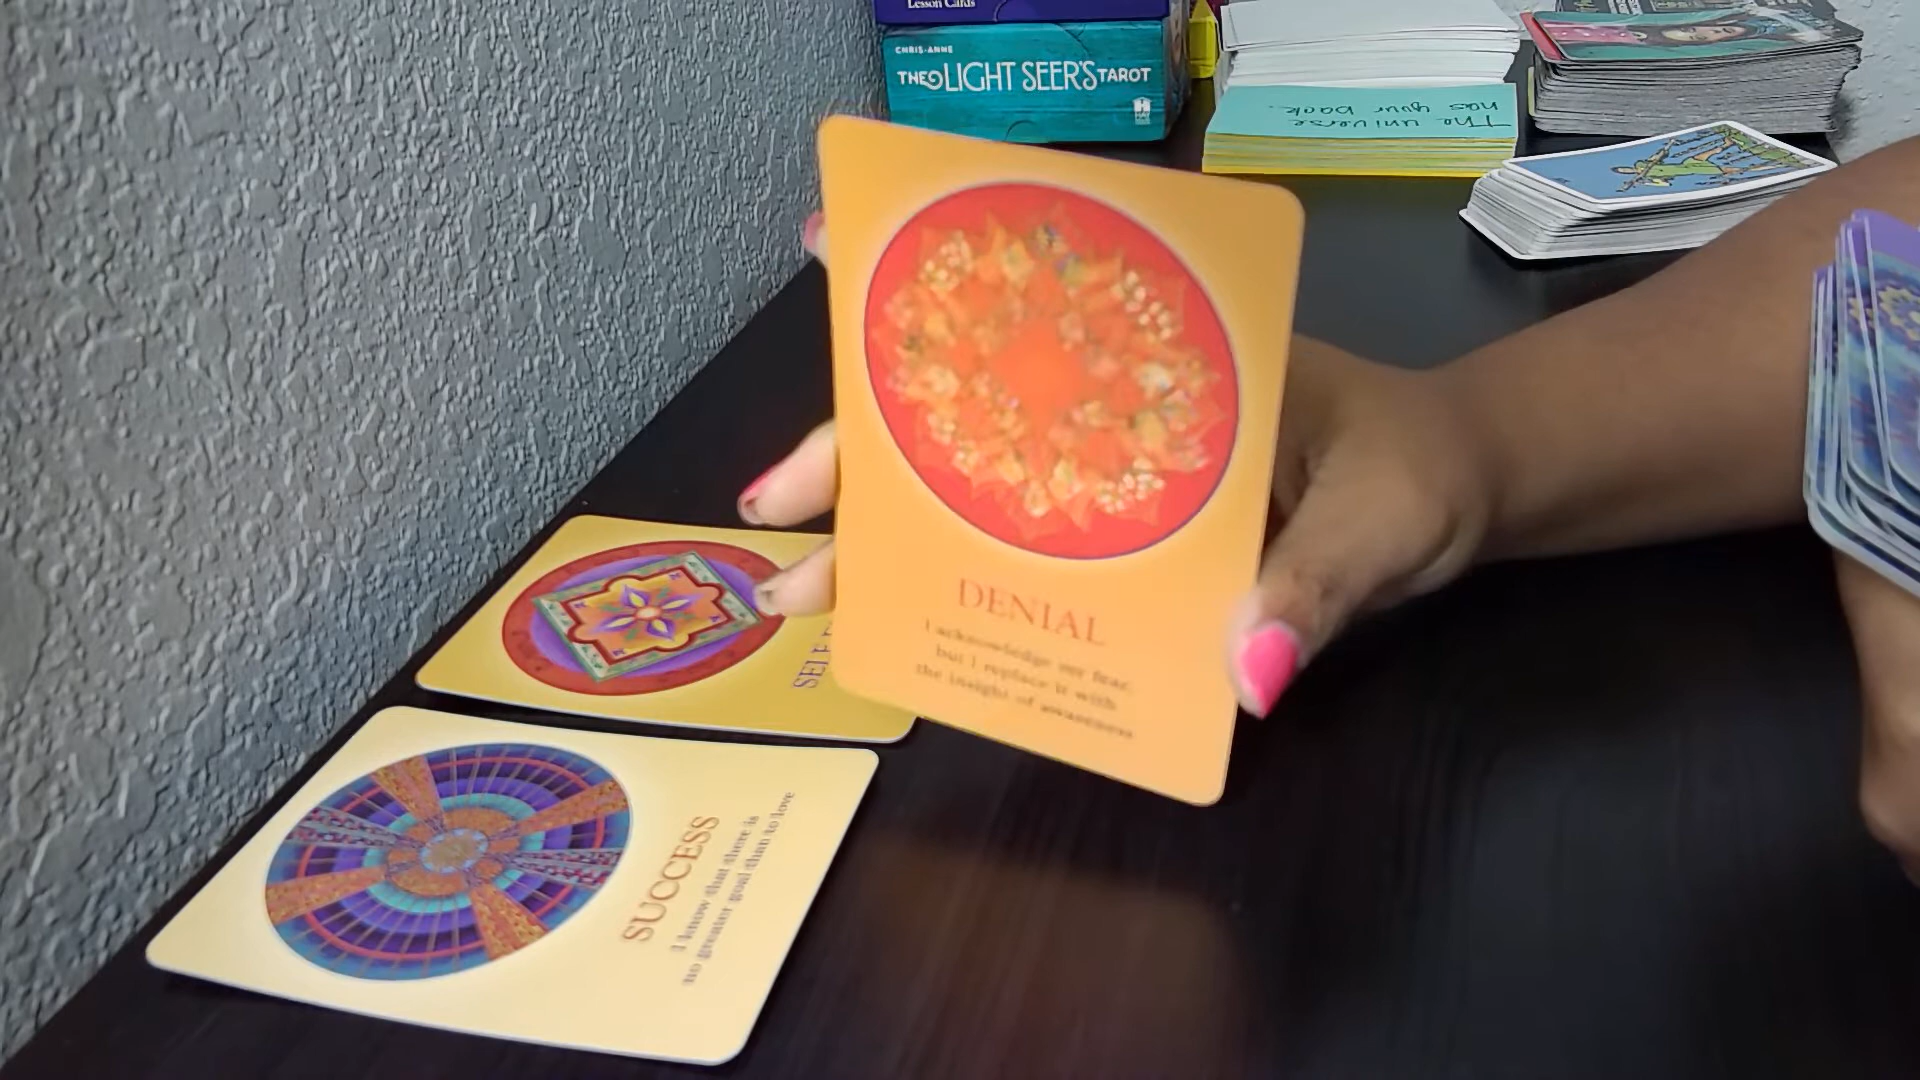 Lesson Cards
CHRIS-ANNE
THE LIGHT SEER'S TAROT
The universe
has your back.
DENIAL
I acknowledge my fear,
but I replace it with
the insight of awareness
SELF
SUCCESS
I know that there is
no greater goal than to love